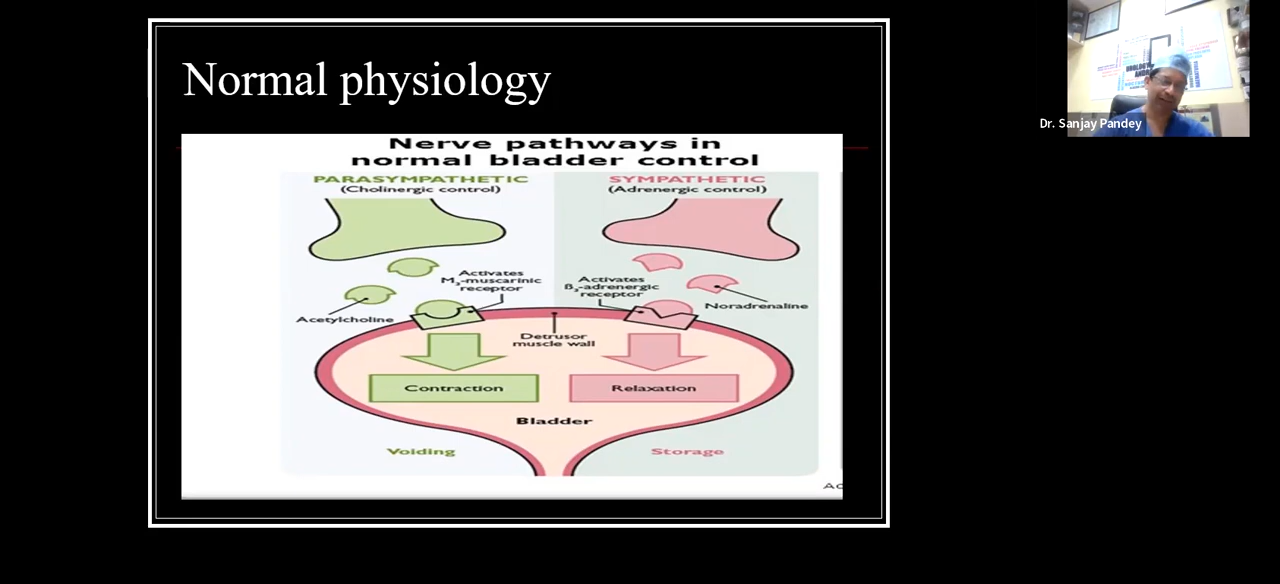 Normal physiology
Nerve pathways in
normal bladder control
PARASYMPATHETIC
(Cholinergic control)
SYMPATHETIC
(Adrenergic control)
Activates
M₃-muscarinic
receptor
Activates
β₃-adrenergic
receptor
Acetylcholine
Noradrenaline
Detrusor
muscle wall
Contraction
Relaxation
Bladder
Voiding
Storage
Dr. Sanjay Pandey